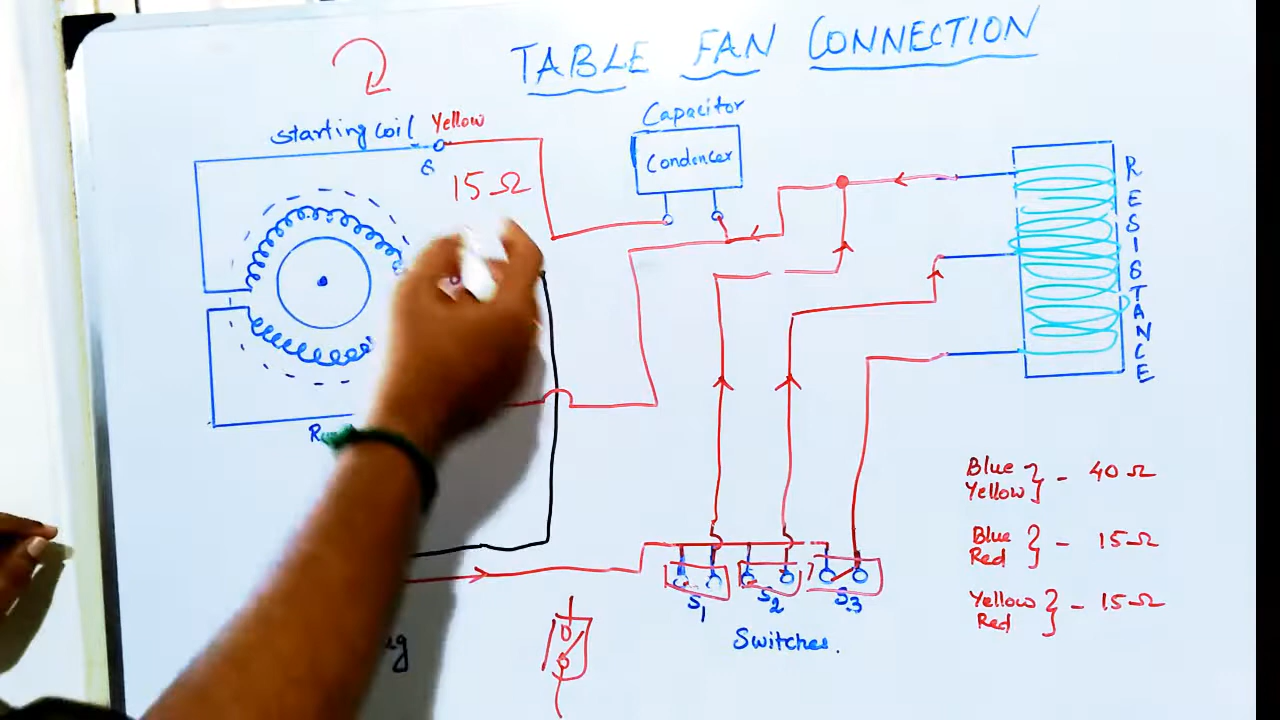 TABLE FAN CONNECTION
Capacitor
Condencer
Starting coil Yellow
S
15 Ω
RESISTANCE
Blue
Yellow } - 40 Ω
Blue
Red } - 15 Ω
Yellow
Red } - 15 Ω
S1 S2 S3
Switches.